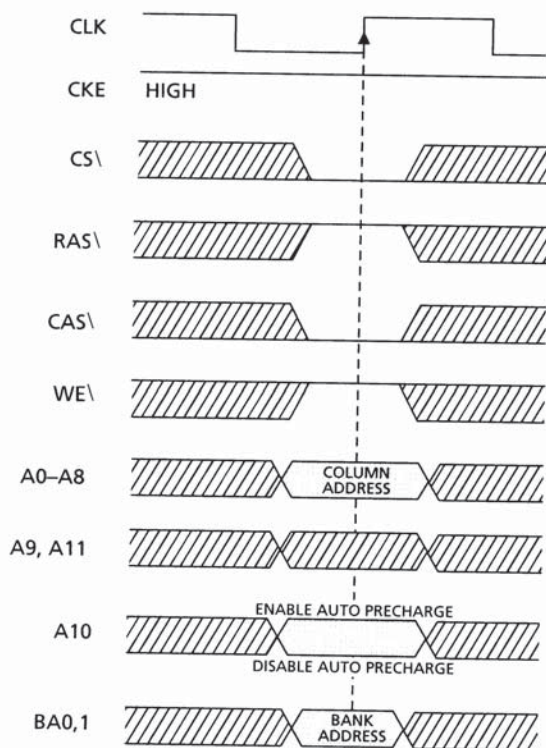 CLK
CKE HIGH
CS\
RAS\
CAS\
WE\
A0–A8 COLUMN
ADDRESS
A9, A11
ENABLE AUTO PRECHARGE
A10
DISABLE AUTO PRECHARGE
BA0,1 BANK
ADDRESS